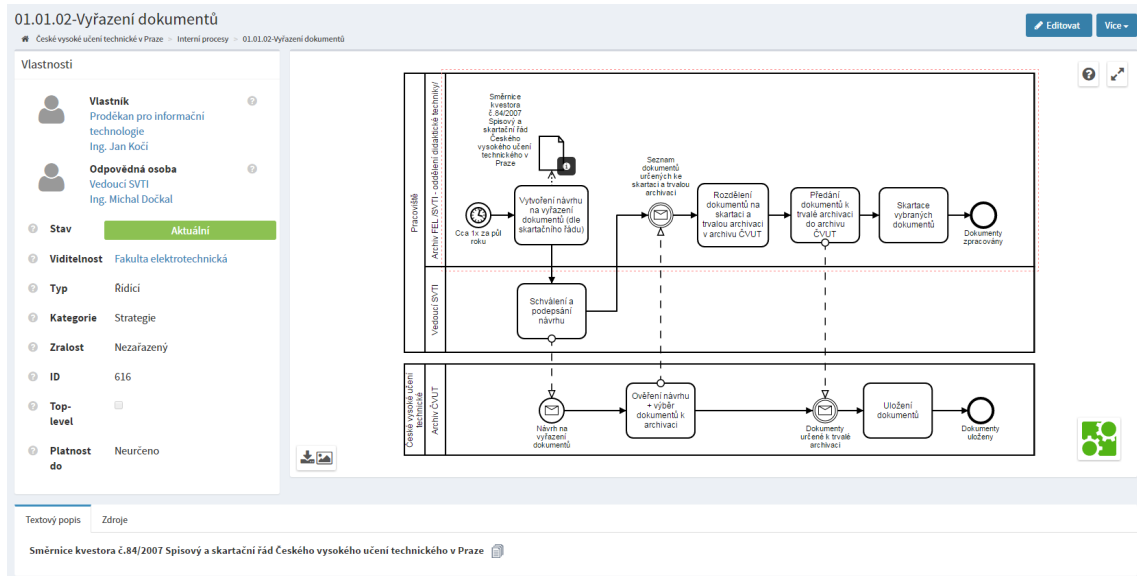 01.01.02-Vyřazení dokumentů
České vysoké učení technické v Praze > Interní procesy > 01.01.02-Vyřazení dokumentů
Editovat
Více
Vlastnosti
Vlastník
Proděkan pro informační
technologie
Ing. Jan Kočí
Odpovědná osoba
Vedoucí SVTI
Ing. Michal Dočkal
Stav Aktuální
Viditelnost Fakulta elektrotechnická
Typ Řídící
Kategorie Strategie
Zralost Nezařazený
ID 616
Top-
level
Platnost Neurčeno
do
Pracoviště
Archiv FEL /SVTI - oddělení didaktické techniky/
Směrnice
kvestora
č.84/2007
Spisový a
skartační řád
Českého
vysokého učení
technického v
Praze
Cca 1x za půl
roku
Vytvoření návrhu
na vyřazení
dokumentů (dle
skartačního řádu)
Seznam
dokumentů
určených ke
skartaci a trvalou
archivaci
Rozdělení
dokumentů na
skartaci a
trvalou archivaci
v archivu ČVUT
Předání
dokumentů k
trvalé archivaci
do archivu
ČVUT
Skartace
vybraných
dokumentů
Dokumenty
zpracovány
Vedoucí SVTI
Schválení a
podepsání
návrhu
České vysoké učení
technické
Archiv ČVUT
Návrh na
vyřazení
dokumentů
Ověření návrhu
+ výběr
dokumentů k
archivaci
Dokumenty
určené k trvalé
archivaci
Uložení
dokumentů
Dokumenty
uloženy
Textový popis
Zdroje
Směrnice kvestora č.84/2007 Spisový a skartační řád Českého vysokého učení technického v Praze